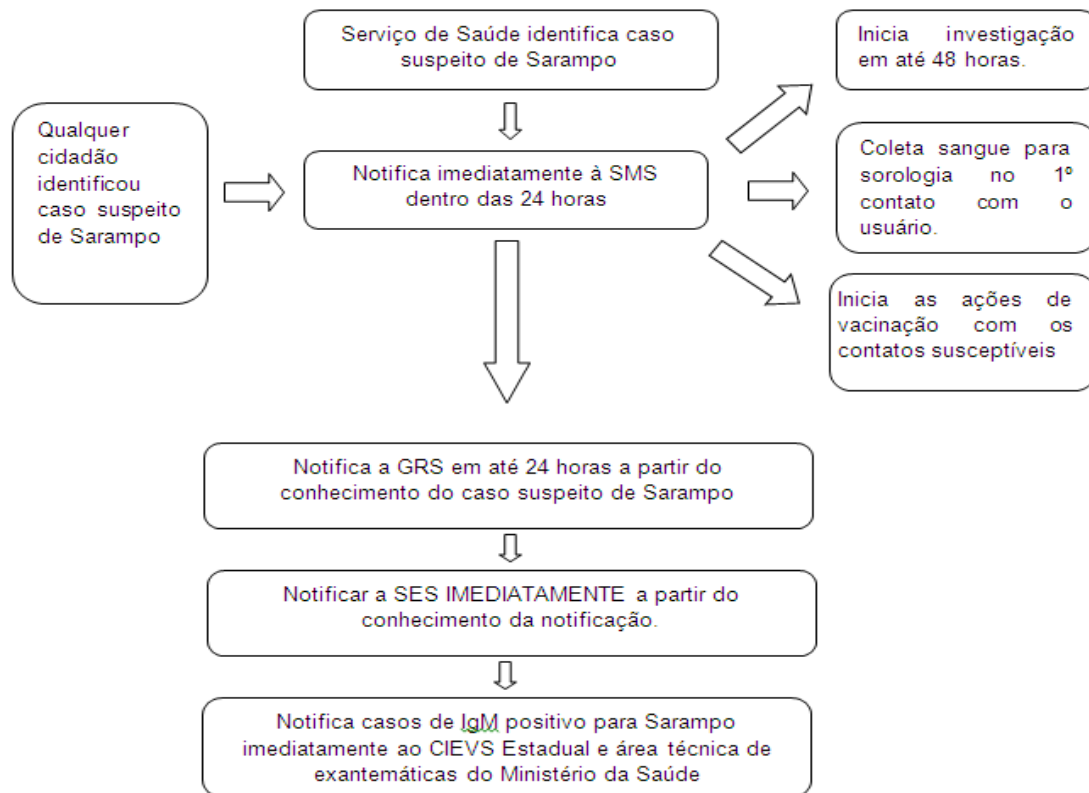 Serviço de Saúde identifica caso
suspeito de Sarampo
Qualquer
cidadão
identificou
caso suspeito
de Sarampo
Notifica imediatamente à SMS
dentro das 24 horas
Inicia investigação
em até 48 horas.
Coleta sangue para
sorologia no 1º
contato com o
usuário.
Inicia as ações de
vacinação com os
contatos susceptíveis
Notifica a GRS em até 24 horas a partir do
conhecimento do caso suspeito de Sarampo
Notificar a SES IMEDIATAMENTE a partir do
conhecimento da notificação.
Notifica casos de IgM positivo para Sarampo
imediatamente ao CIEVS Estadual e área técnica de
exantemáticas do Ministério da Saúde